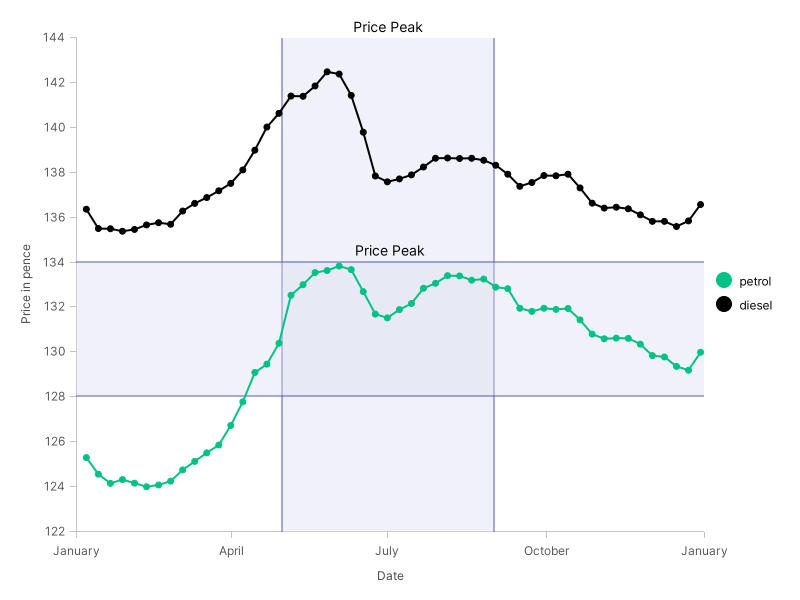 Price Peak
144
142
140
138
136
Price Peak
134
132
130
128
126
124
122
Price in pence
January
April
July
October
January
Date
petrol
diesel